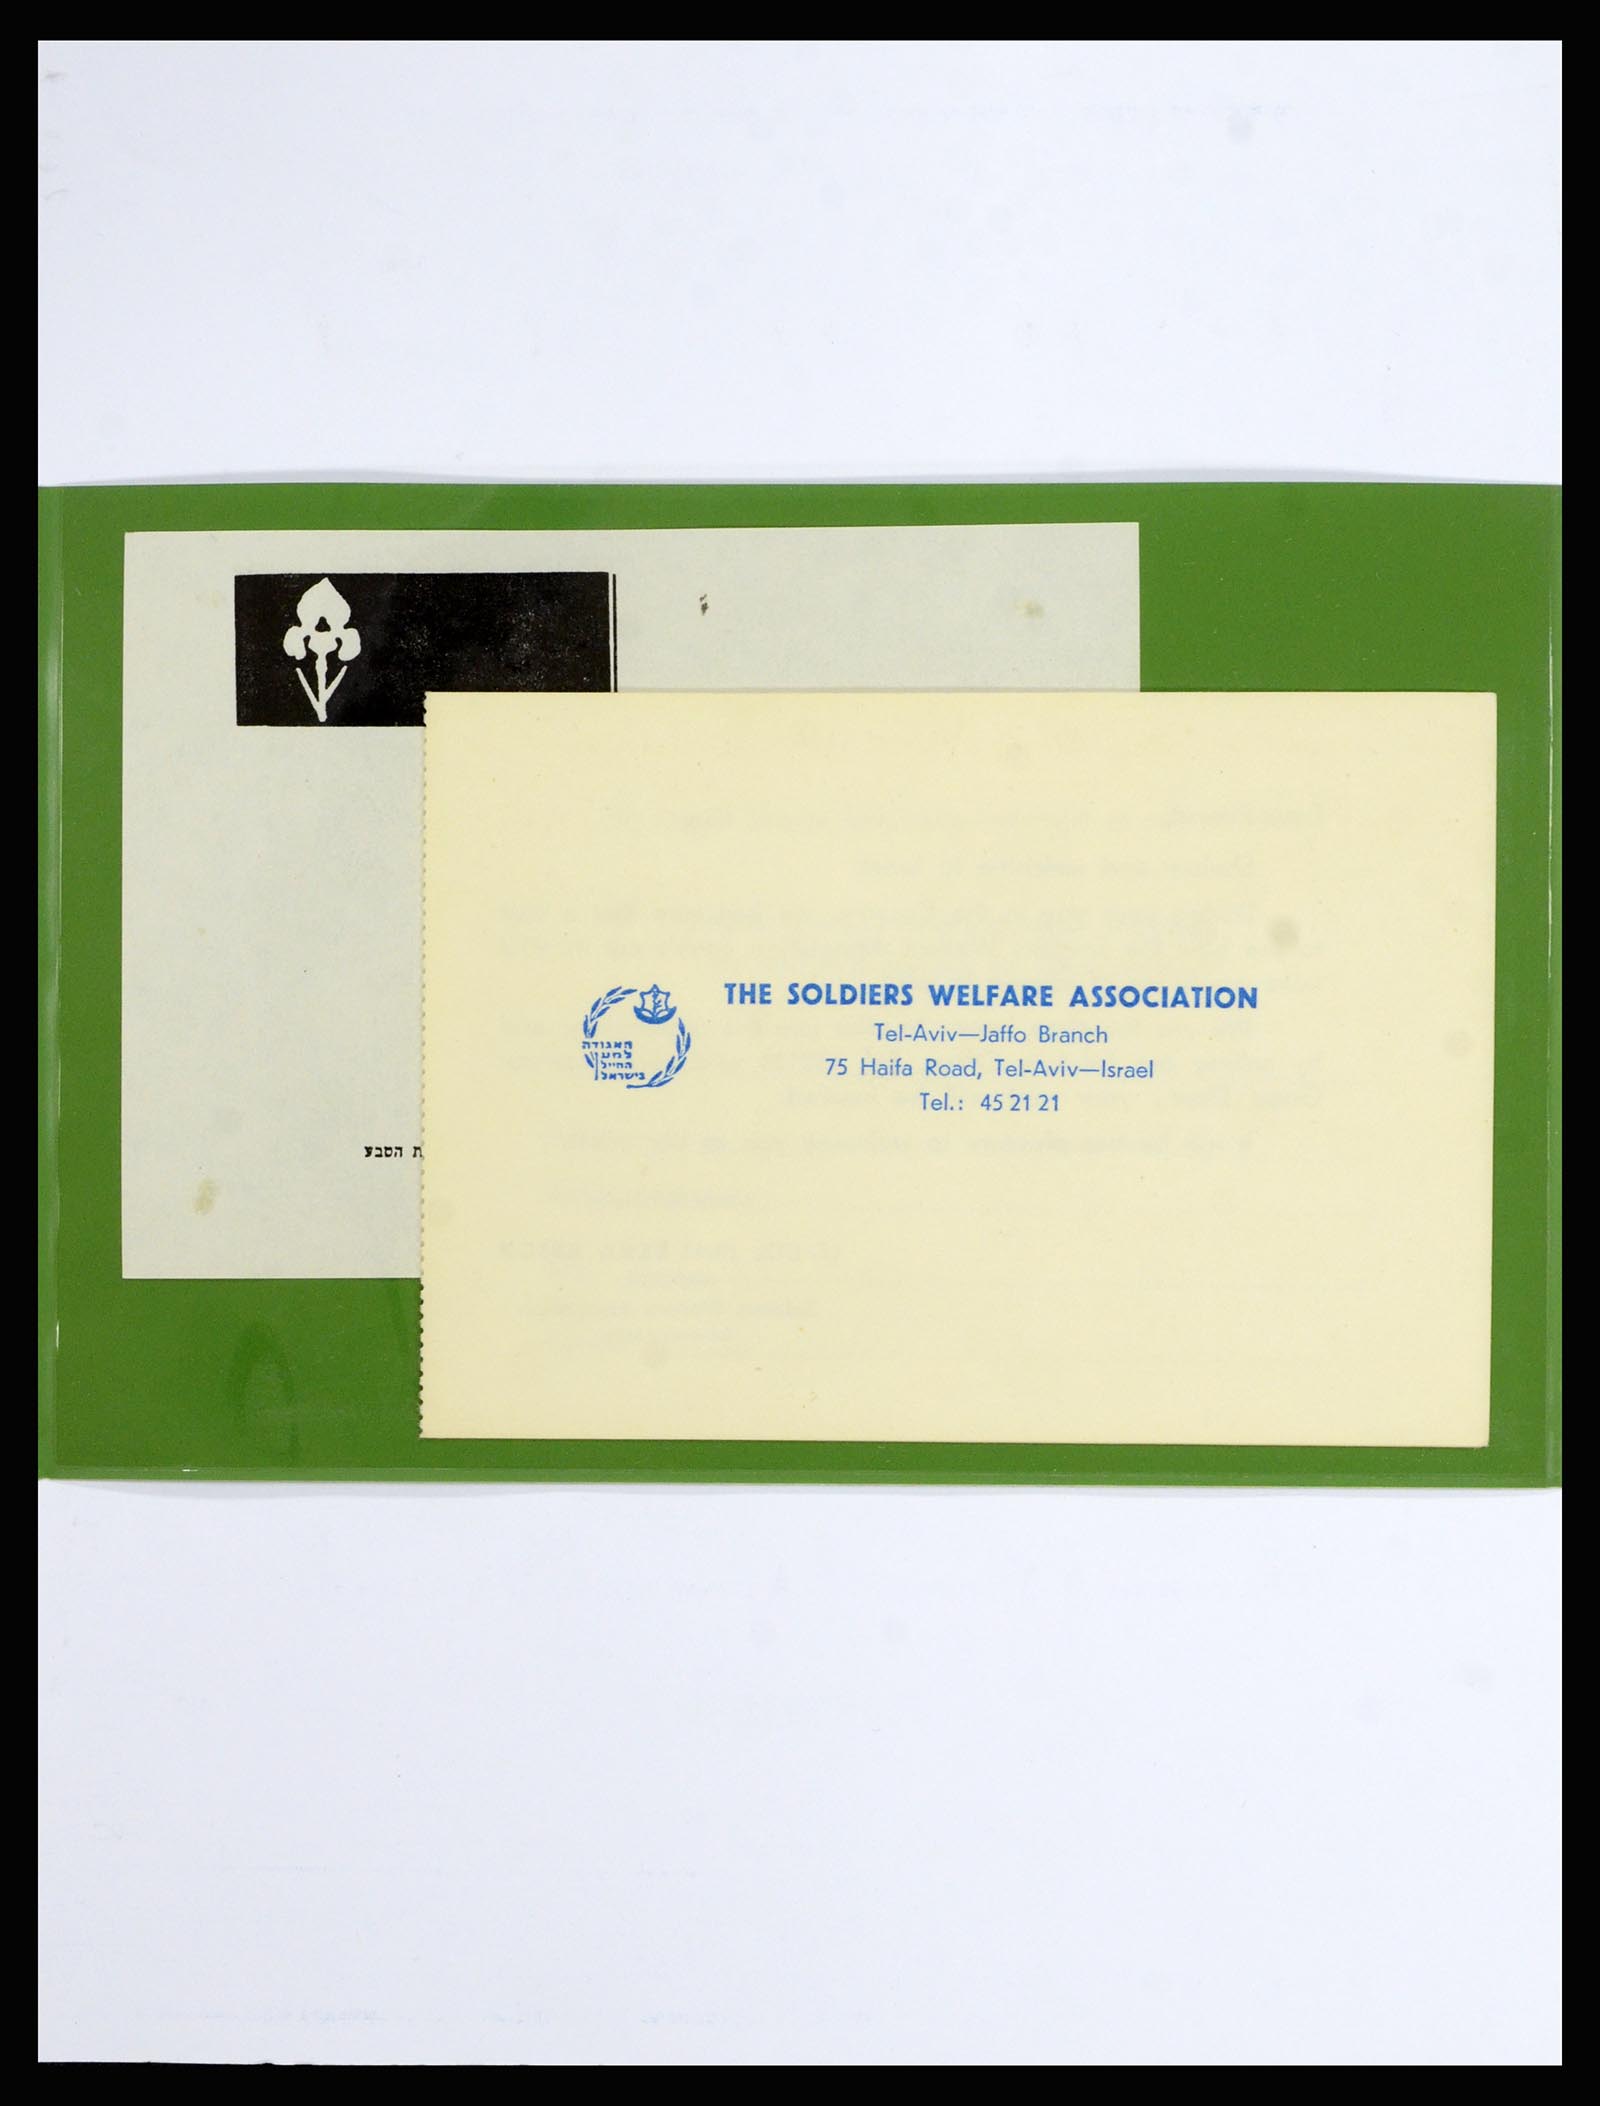 THE SOLDIERS WELFARE ASSOCIATION
Tel-Aviv—Jaffo Branch
75 Haifa Road, Tel-Aviv—Israel
Tel.: 45 21 21
האגודה
למען
החייל
בישראל
ת הטבע